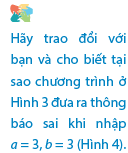 Hãy trao đổi với
bạn và cho biết tại
sao chương trình ở
Hình 3 đưa ra thông
báo sai khi nhập
a = 3, b = 3 (Hình 4).